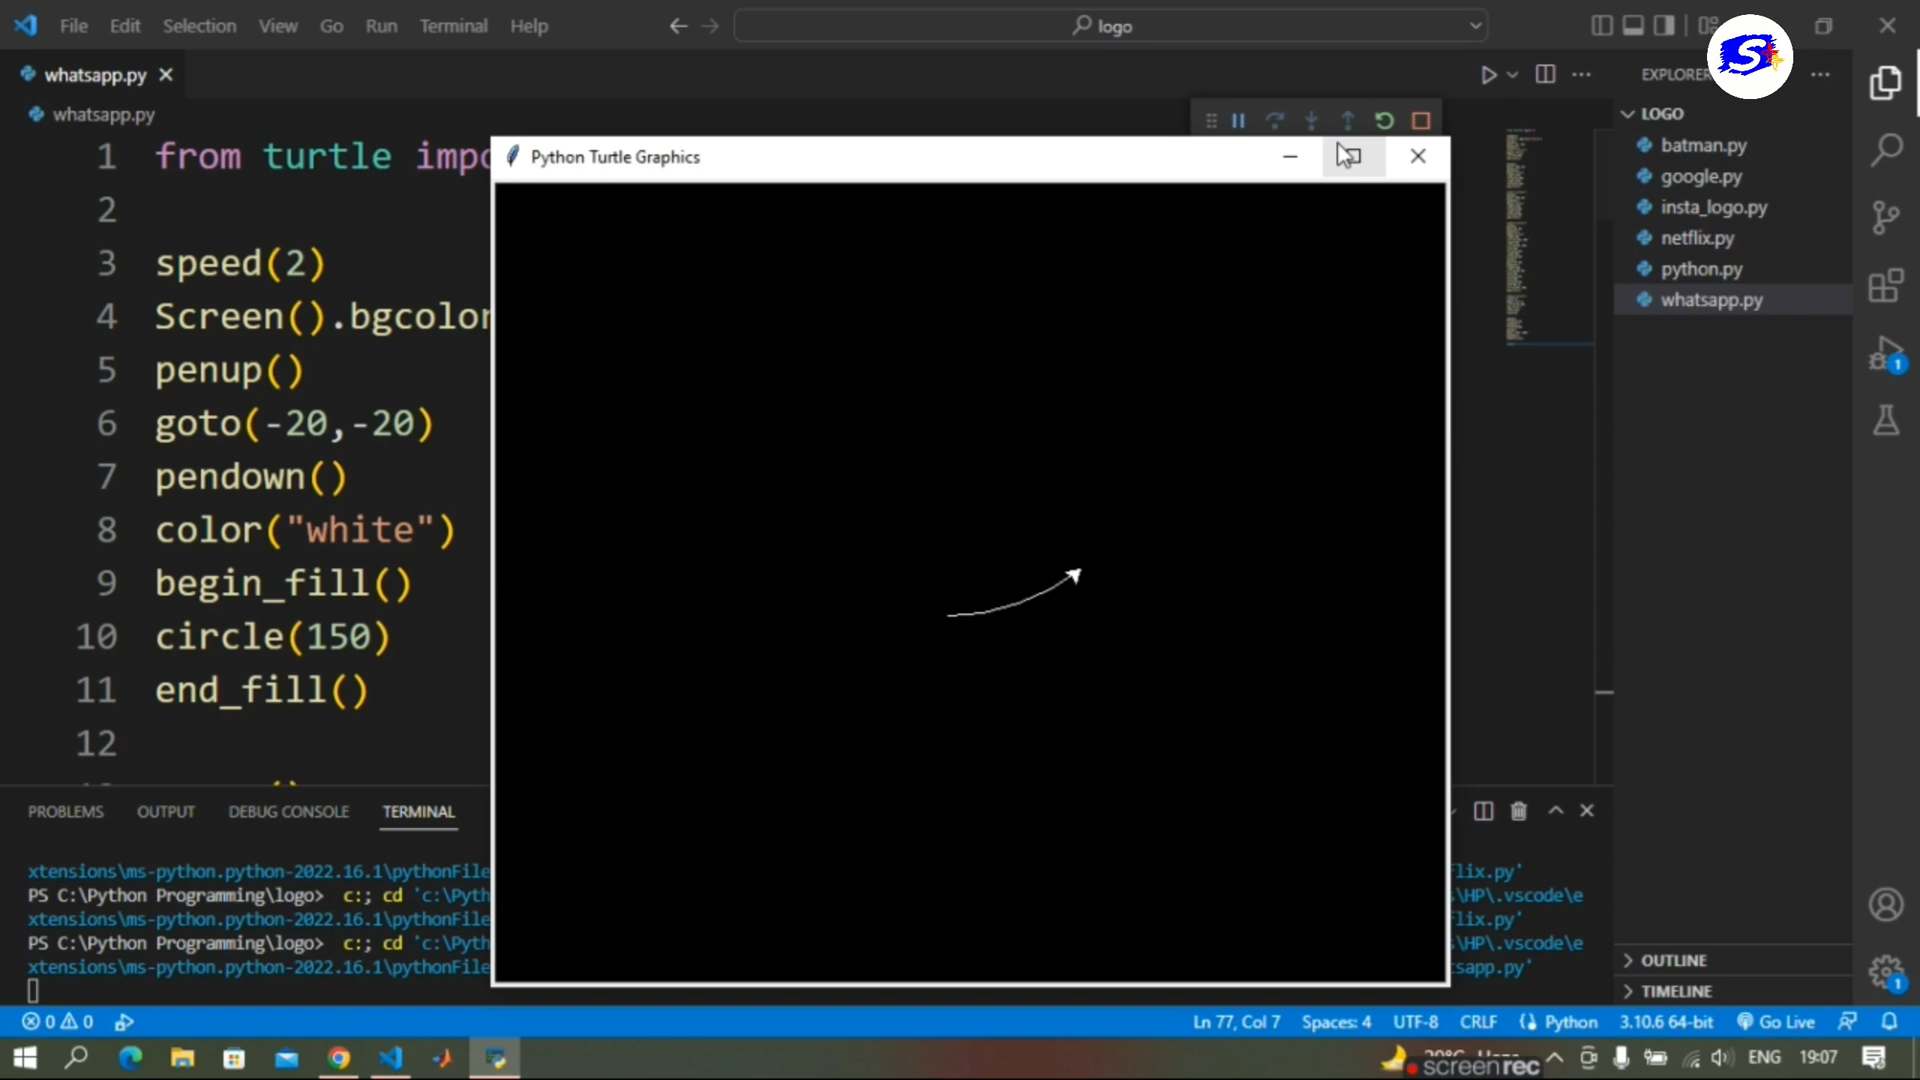 File Edit Selection View Go Run Terminal Help
logo
whatsapp.py
whatsapp.py
EXPLORER
LOGO
batman.py
google.py
insta_logo.py
netflix.py
python.py
whatsapp.py
Python Turtle Graphics
1 from turtle impo
2
3 speed(2)
4 Screen().bgcolor
5 penup()
6 goto(-20,-20)
7 pendown()
8 color("white")
9 begin_fill()
10 circle(150)
11 end_fill()
12
PROBLEMS OUTPUT DEBUG CONSOLE TERMINAL
xtensions\ms-python.python-2022.16.1\pythonFile lix.py'
PS C:\Python Programming\logo> c:; cd 'c:\Pyth s\HP\.vscode\e
xtensions\ms-python.python-2022.16.1\pythonFile lix.py'
PS C:\Python Programming\logo> c:; cd 'c:\Pyth s\HP\.vscode\e
xtensions\ms-python.python-2022.16.1\pythonFile sapp.py'
OUTLINE
TIMELINE
1
1
0 0 Ln 77, Col 7 Spaces: 4 UTF-8 CRLF Python 3.10.6 64-bit Go Live
ENG 19:07
screenrec
S